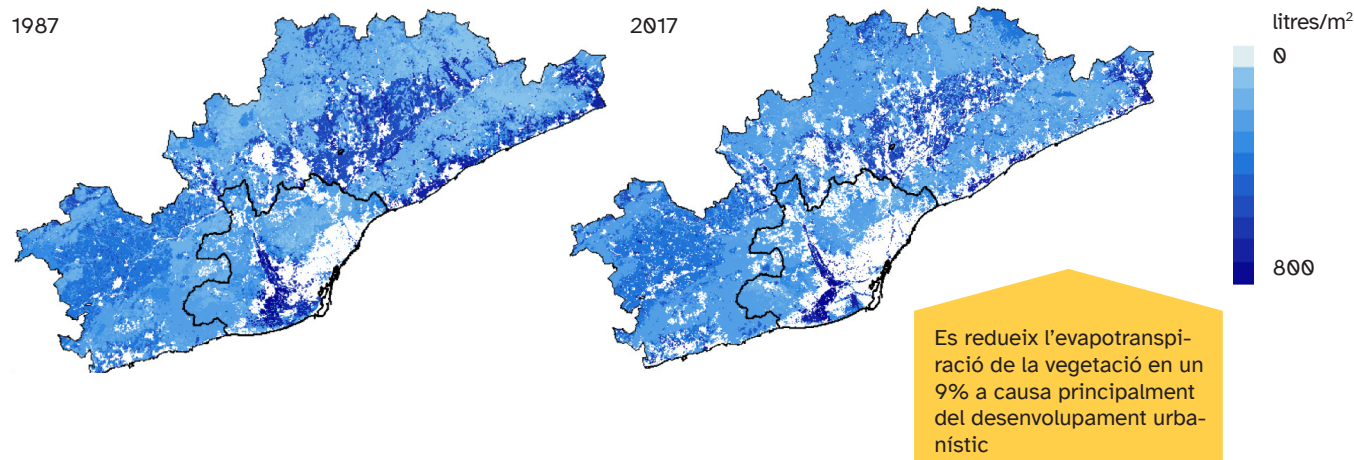 1987
2017
litres/m²
0
800
Es redueix l’evapotranspi-
ració de la vegetació en un
9% a causa principalment
del desenvolupament urba-
nístic